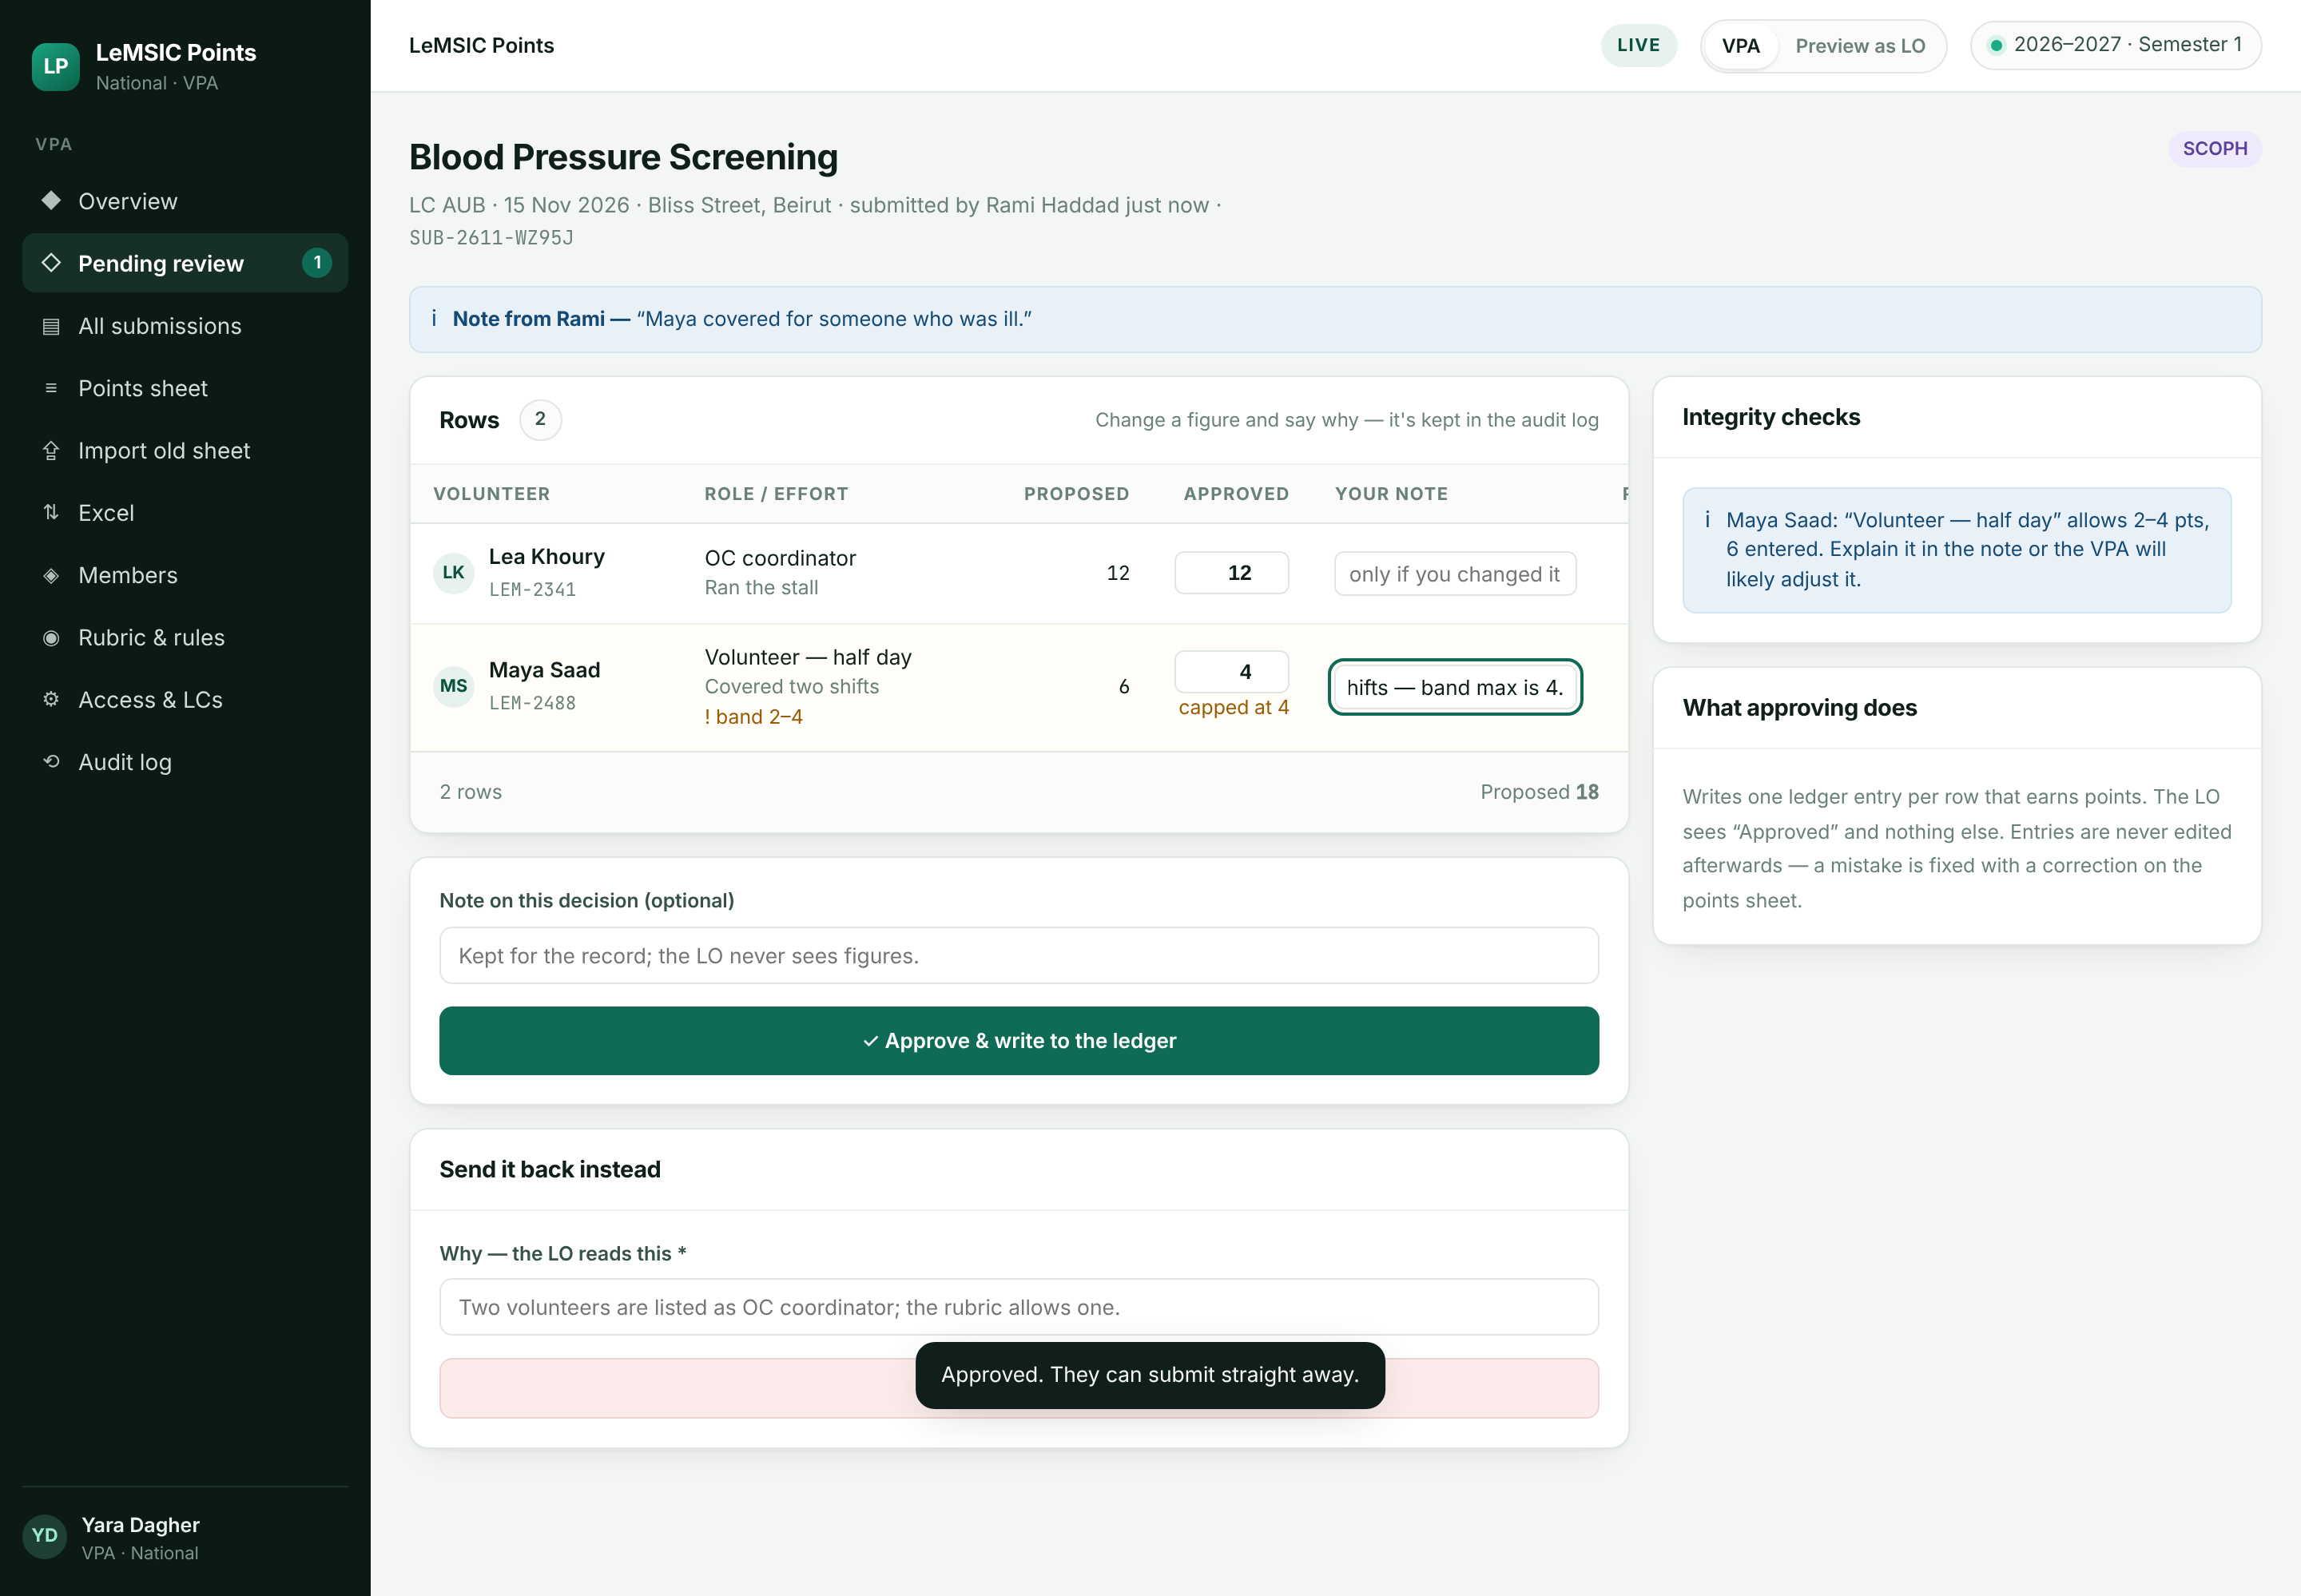 LP
LeMSIC Points
National · VPA
VPA
Overview
Pending review 1
All submissions
Points sheet
Import old sheet
Excel
Members
Rubric & rules
Access & LCs
Audit log
YD
Yara Dagher
VPA · National
LeMSIC Points
LIVE
VPA Preview as LO
2026–2027 · Semester 1
Blood Pressure Screening
SCOPH
LC AUB · 15 Nov 2026 · Bliss Street, Beirut · submitted by Rami Haddad just now ·
SUB-2611-WZ95J
i Note from Rami — “Maya covered for someone who was ill.”
Rows 2
Change a figure and say why — it's kept in the audit log
VOLUNTEER ROLE / EFFORT PROPOSED APPROVED YOUR NOTE
LK Lea Khoury
LEM-2341
OC coordinator
Ran the stall
12
12
only if you changed it
MS Maya Saad
LEM-2488
Volunteer — half day
Covered two shifts
! band 2–4
6
4
capped at 4
hifts — band max is 4.
2 rows
Proposed 18
Note on this decision (optional)
Kept for the record; the LO never sees figures.
✓ Approve & write to the ledger
Send it back instead
Why — the LO reads this *
Two volunteers are listed as OC coordinator; the rubric allows one.
Approved. They can submit straight away.
Integrity checks
i Maya Saad: “Volunteer — half day” allows 2–4 pts,
6 entered. Explain it in the note or the VPA will
likely adjust it.
What approving does
Writes one ledger entry per row that earns points. The LO
sees “Approved” and nothing else. Entries are never edited
afterwards — a mistake is fixed with a correction on the
points sheet.